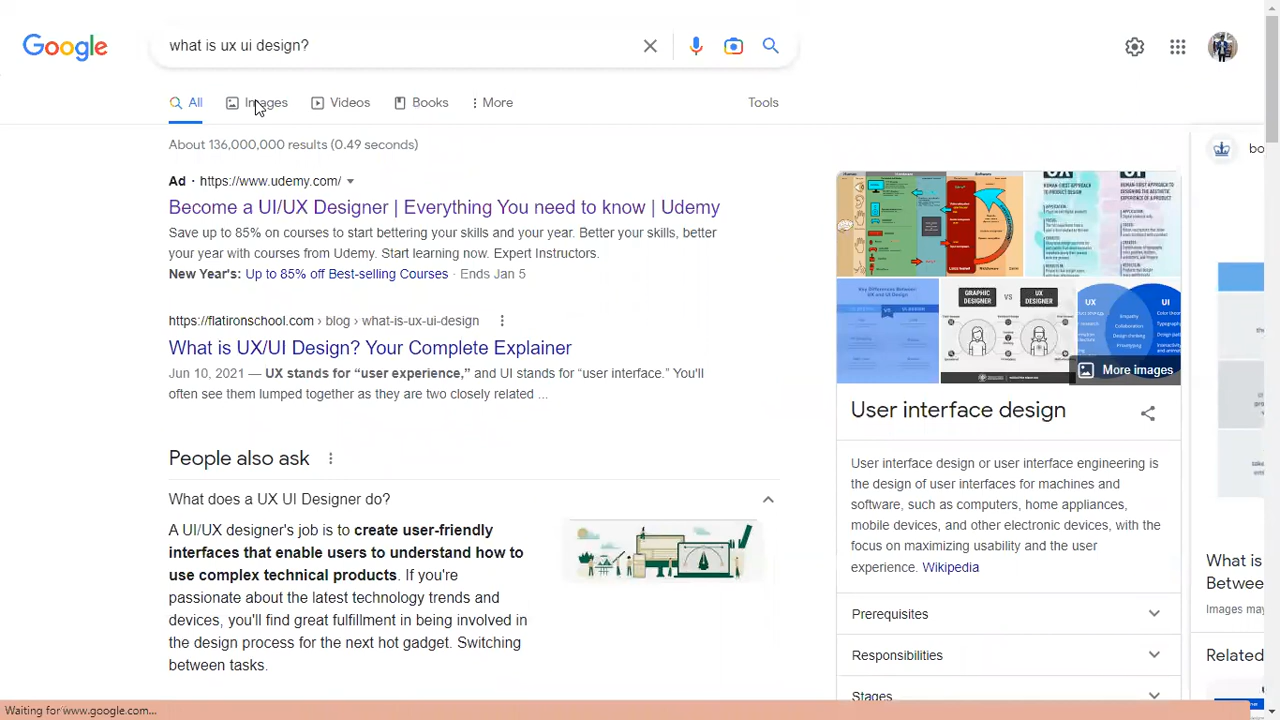 Google
what is ux ui design?
All
Images
Videos
Books
More
Tools
About 136,000,000 results (0.49 seconds)
Ad · https://www.udemy.com/
Become a UI/UX Designer | Everything You need to know | Udemy
Save up to 85% on courses. Start bettering your skills and your year. Better your skills, better
your year with courses from any
start learning now. Expert Instructors.
New Year's: Up to 85% off Best-selling Courses · Ends Jan 5
https://flatironschool.com › blog › what-is-ux-ui-design
What is UX/UI Design? Your Complete Explainer
Jun 10, 2021 — UX stands for “user experience,” and UI stands for “user interface.” You'll
often see them lumped together as they are two closely related ...
People also ask
What does a UX UI Designer do?
A UI/UX designer's job is to create user-friendly
interfaces that enable users to understand how to
use complex technical products. If you're
passionate about the latest technology trends and
devices, you'll find great fulfillment in being involved in
the design process for the next hot gadget. Switching
between tasks.
GRAPHIC DESIGNER
VS
UX DESIGNER
UX
UI
Empathy
Collaboration
Design thinking
Prototyping
More images
User interface design
User interface design or user interface engineering is
the design of user interfaces for machines and
software, such as computers, home appliances,
mobile devices, and other electronic devices, with the
focus on maximizing usability and the user
experience. Wikipedia
Prerequisites
Responsibilities
Stages
bo
What is
Between
Images may
Related
Waiting for www.google.com...